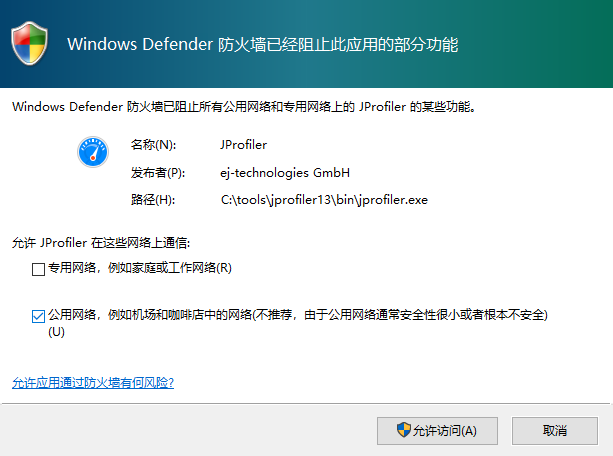 Windows Defender 防火墙已经阻止此应用的部分功能
Windows Defender 防火墙已阻止所有公用网络和专用网络上的 JProfiler 的某些功能。
名称(N): JProfiler
发布者(P): ej-technologies GmbH
路径(H): C:\tools\jprofiler13\bin\jprofiler.exe
允许 JProfiler 在这些网络上通信:
专用网络，例如家庭或工作网络(R)
公用网络，例如机场和咖啡店中的网络(不推荐，由于公用网络通常安全性很小或者根本不安全)
(U)
允许应用通过防火墙有何风险?
允许访问(A) 取消